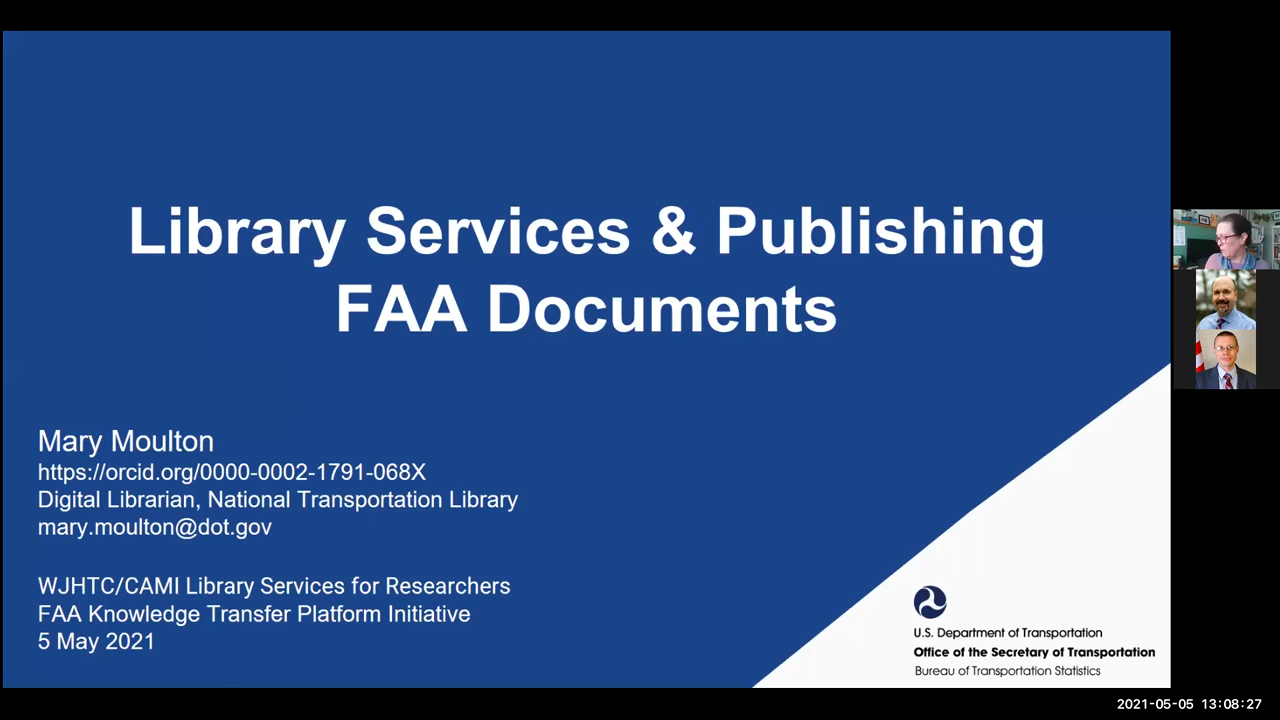 Library Services & Publishing
FAA Documents
Mary Moulton
https://orcid.org/0000-0002-1791-068X
Digital Librarian, National Transportation Library
mary.moulton@dot.gov
WJHTC/CAMI Library Services for Researchers
FAA Knowledge Transfer Platform Initiative
5 May 2021
U.S. Department of Transportation
Office of the Secretary of Transportation
Bureau of Transportation Statistics
2021-05-05 13:08:27